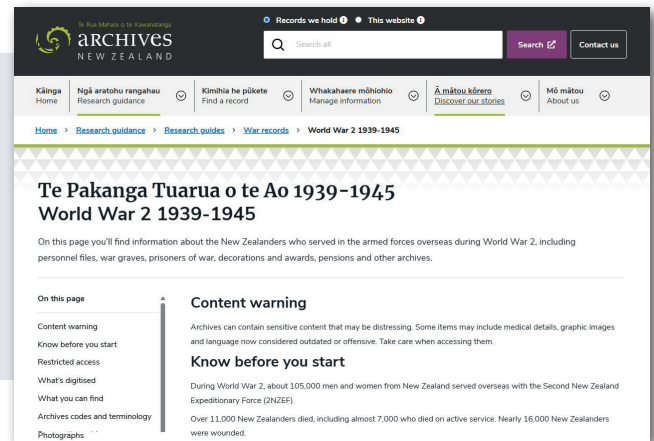 Records we hold This website
Te Rua Mahara o te Kawanatanga
ARCHIVES
NEW ZEALAND
Search all
Search
Contact us
Kāinga
Home
Ngā aratohu rangahau
Research guidance
Kimihia he pūkete
Find a record
Whakahaere mōhiohio
Manage information
Ā mātou kōrero
Discover our stories
Mō mātou
About us
Home > Research guidance > Research guides > War records > World War 2 1939-1945
Te Pakanga Tuarua o te Ao 1939-1945
World War 2 1939-1945
On this page you'll find information about the New Zealanders who served in the armed forces overseas during World War 2, including
personnel files, war graves, prisoners of war, decorations and awards, pensions and other archives.
On this page
Content warning
Know before you start
Restricted access
What's digitised
What you can find
Archives codes and terminology
Photographs
Content warning
Archives can contain sensitive content that may be distressing. Some items may include medical details, graphic images
and language now considered outdated or offensive. Take care when accessing them.
Know before you start
During World War 2, about 105,000 men and women from New Zealand served overseas with the Second New Zealand
Expeditionary Force (2NZEF).
Over 11,000 New Zealanders died, including almost 7,000 who died on active service. Nearly 16,000 New Zealanders
were wounded.